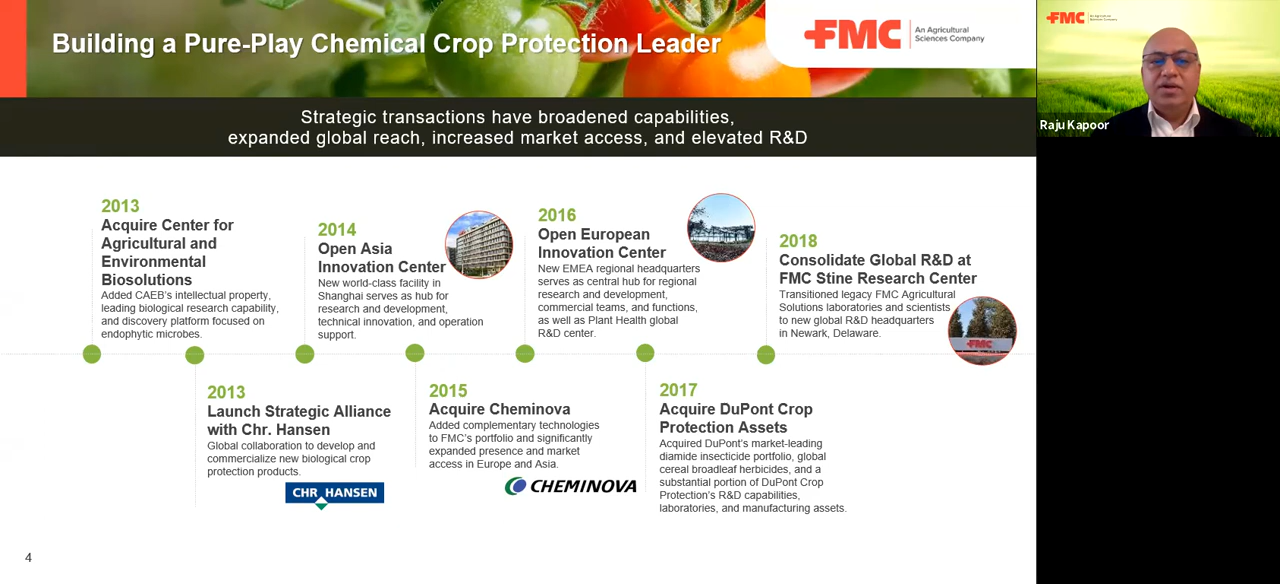 Building a Pure-Play Chemical Crop Protection Leader
FMC
An Agricultural
Sciences Company
Strategic transactions have broadened capabilities,
expanded global reach, increased market access, and elevated R&D
2013
Acquire Center for
Agricultural and
Environmental
Biosolutions
Added CAEB's intellectual property,
leading biological research capability,
and discovery platform focused on
endophytic microbes.
2014
Open Asia
Innovation Center
New world-class facility in
Shanghai serves as hub for
research and development,
technical innovation, and operation
support.
2016
Open European
Innovation Center
New EMEA regional headquarters
serves as central hub for regional
research and development,
commercial teams, and functions,
as well as Plant Health global
R&D center.
2018
Consolidate Global R&D at
FMC Stine Research Center
Transitioned legacy FMC Agricultural
Solutions laboratories and scientists
to new global R&D headquarters
in Newark, Delaware.
FMC
2013
Launch Strategic Alliance
with Chr. Hansen
Global collaboration to develop and
commercialize new biological crop
protection products.
CHR HANSEN
2015
Acquire Cheminova
Added complementary technologies
to FMC's portfolio and significantly
expanded presence and market
access in Europe and Asia.
CHEMINOVA
2017
Acquire DuPont Crop
Protection Assets
Acquired DuPont's market-leading
diamide insecticide portfolio, global
cereal broadleaf herbicides, and a
substantial portion of DuPont Crop
Protection's R&D capabilities,
laboratories, and manufacturing assets.
4
FMC
An Agricultural
Sciences Company
Raju Kapoor